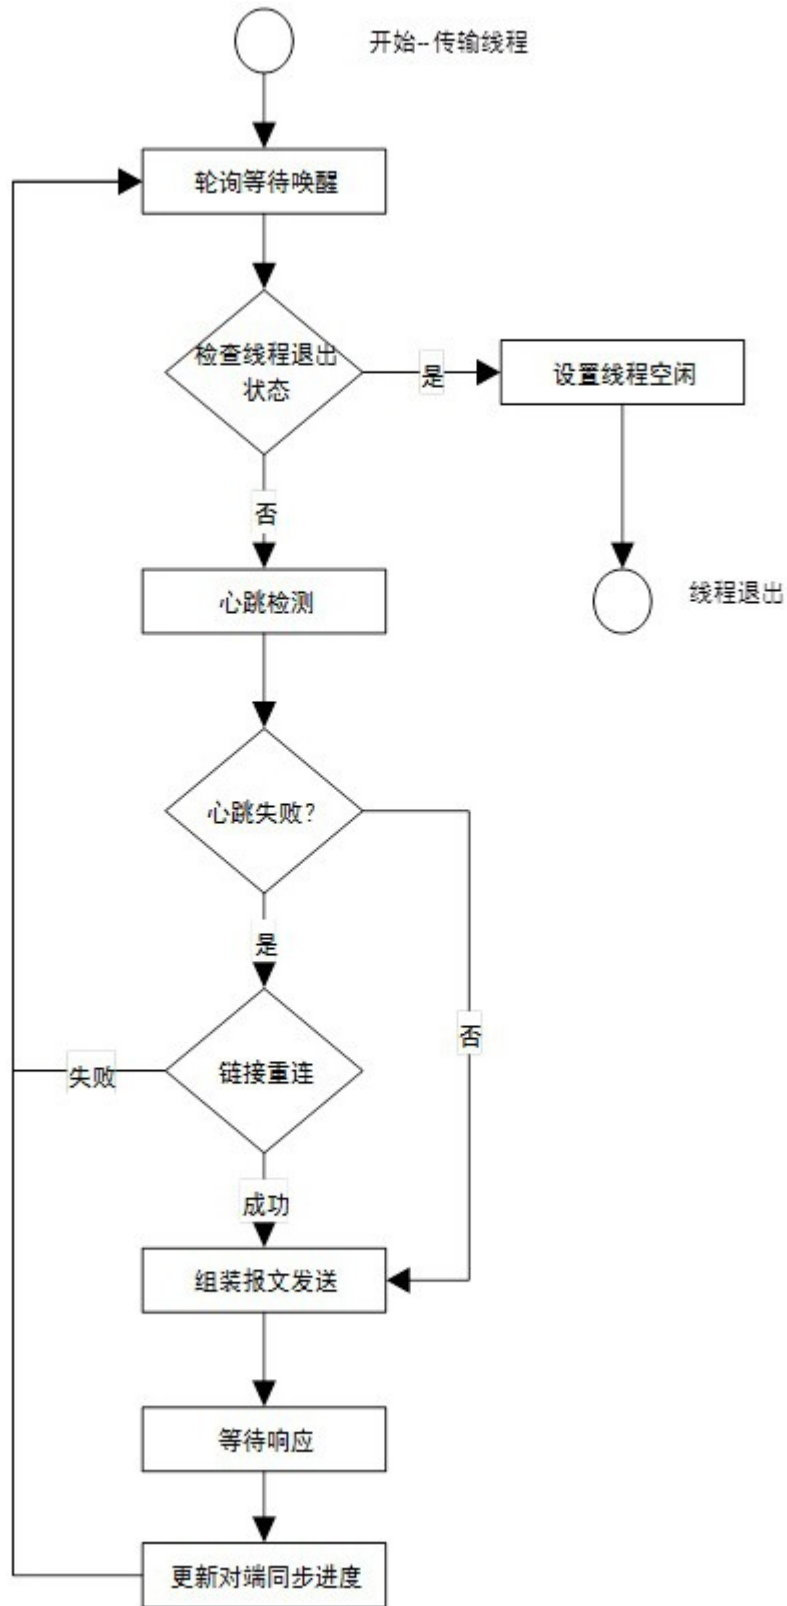 开始--传输线程
轮询等待唤醒
检查线程退出
状态
是
设置线程空闲
否
心跳检测
线程退出
心跳失败?
是
否
链接重连
失败
成功
组装报文发送
等待响应
更新对端同步进度